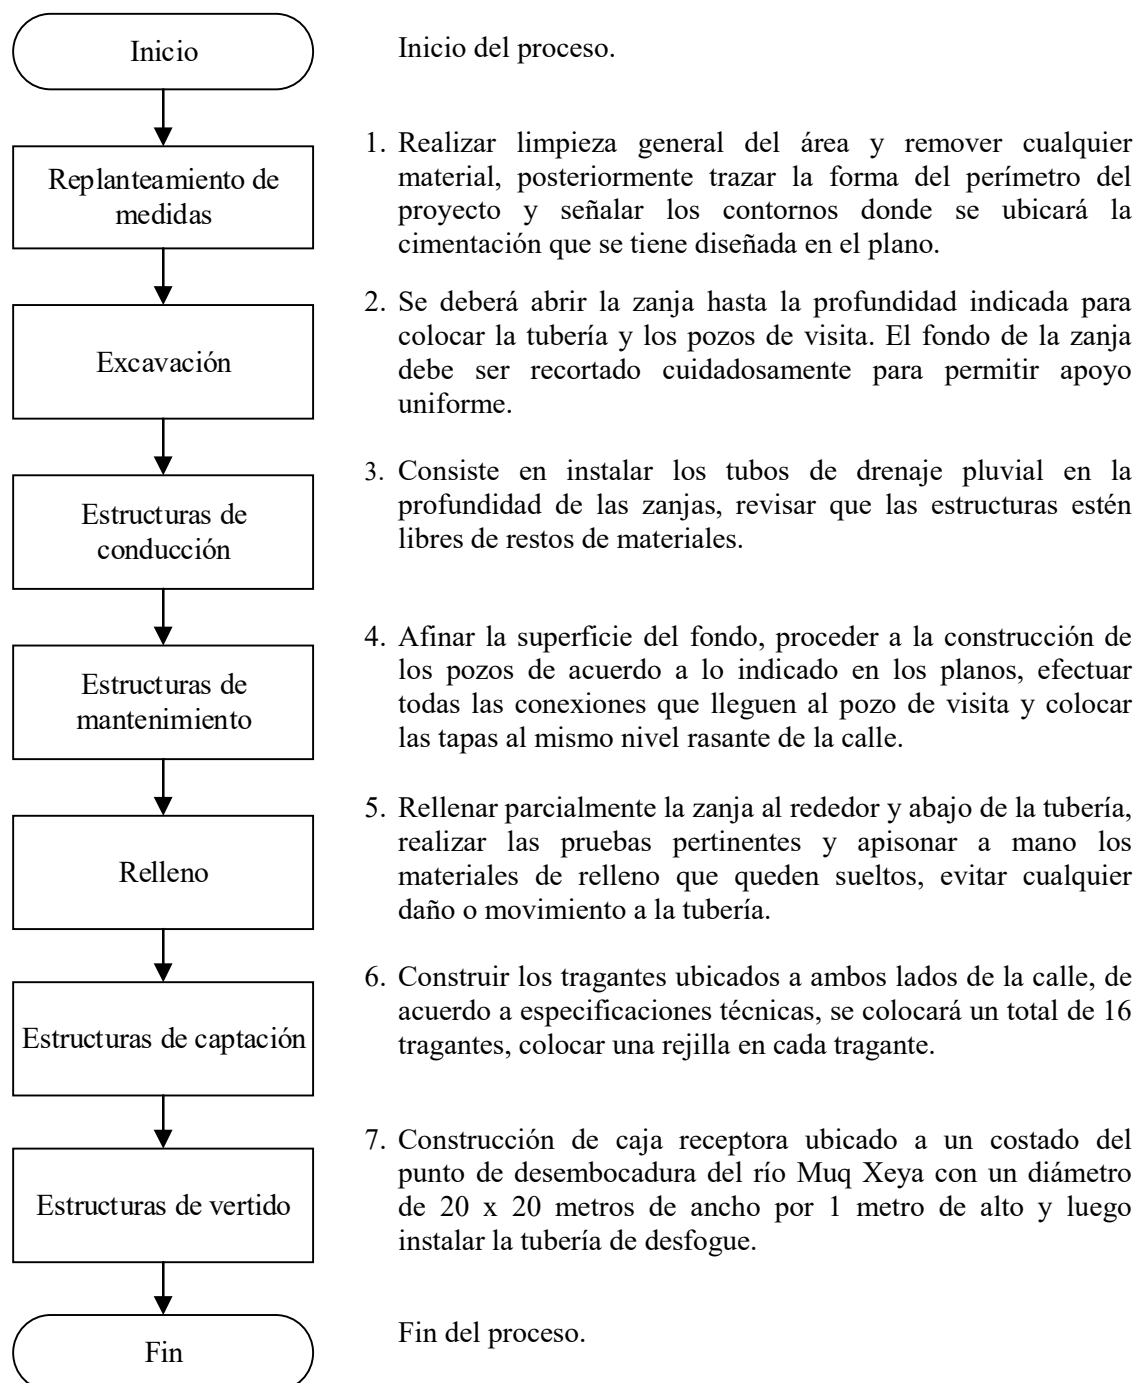 Inicio
Inicio del proceso.
Replanteamiento de
medidas
1. Realizar limpieza general del área y remover cualquier
material, posteriormente trazar la forma del perímetro del
proyecto y señalar los contornos donde se ubicará la
cimentación que se tiene diseñada en el plano.
Excavación
2. Se deberá abrir la zanja hasta la profundidad indicada para
colocar la tubería y los pozos de visita. El fondo de la zanja
debe ser recortado cuidadosamente para permitir apoyo
uniforme.
Estructuras de
conducción
3. Consiste en instalar los tubos de drenaje pluvial en la
profundidad de las zanjas, revisar que las estructuras estén
libres de restos de materiales.
Estructuras de
mantenimiento
4. Afinar la superficie del fondo, proceder a la construcción de
los pozos de acuerdo a lo indicado en los planos, efectuar
todas las conexiones que lleguen al pozo de visita y colocar
las tapas al mismo nivel rasante de la calle.
Relleno
5. Rellenar parcialmente la zanja al rededor y abajo de la tubería,
realizar las pruebas pertinentes y apisonar a mano los
materiales de relleno que queden sueltos, evitar cualquier
daño o movimiento a la tubería.
Estructuras de captación
6. Construir los tragantes ubicados a ambos lados de la calle, de
acuerdo a especificaciones técnicas, se colocará un total de 16
tragantes, colocar una rejilla en cada tragante.
Estructuras de vertido
7. Construcción de caja receptora ubicado a un costado del
punto de desembocadura del río Muq Xeya con un diámetro
de 20 x 20 metros de ancho por 1 metro de alto y luego
instalar la tubería de desfogue.
Fin
Fin del proceso.